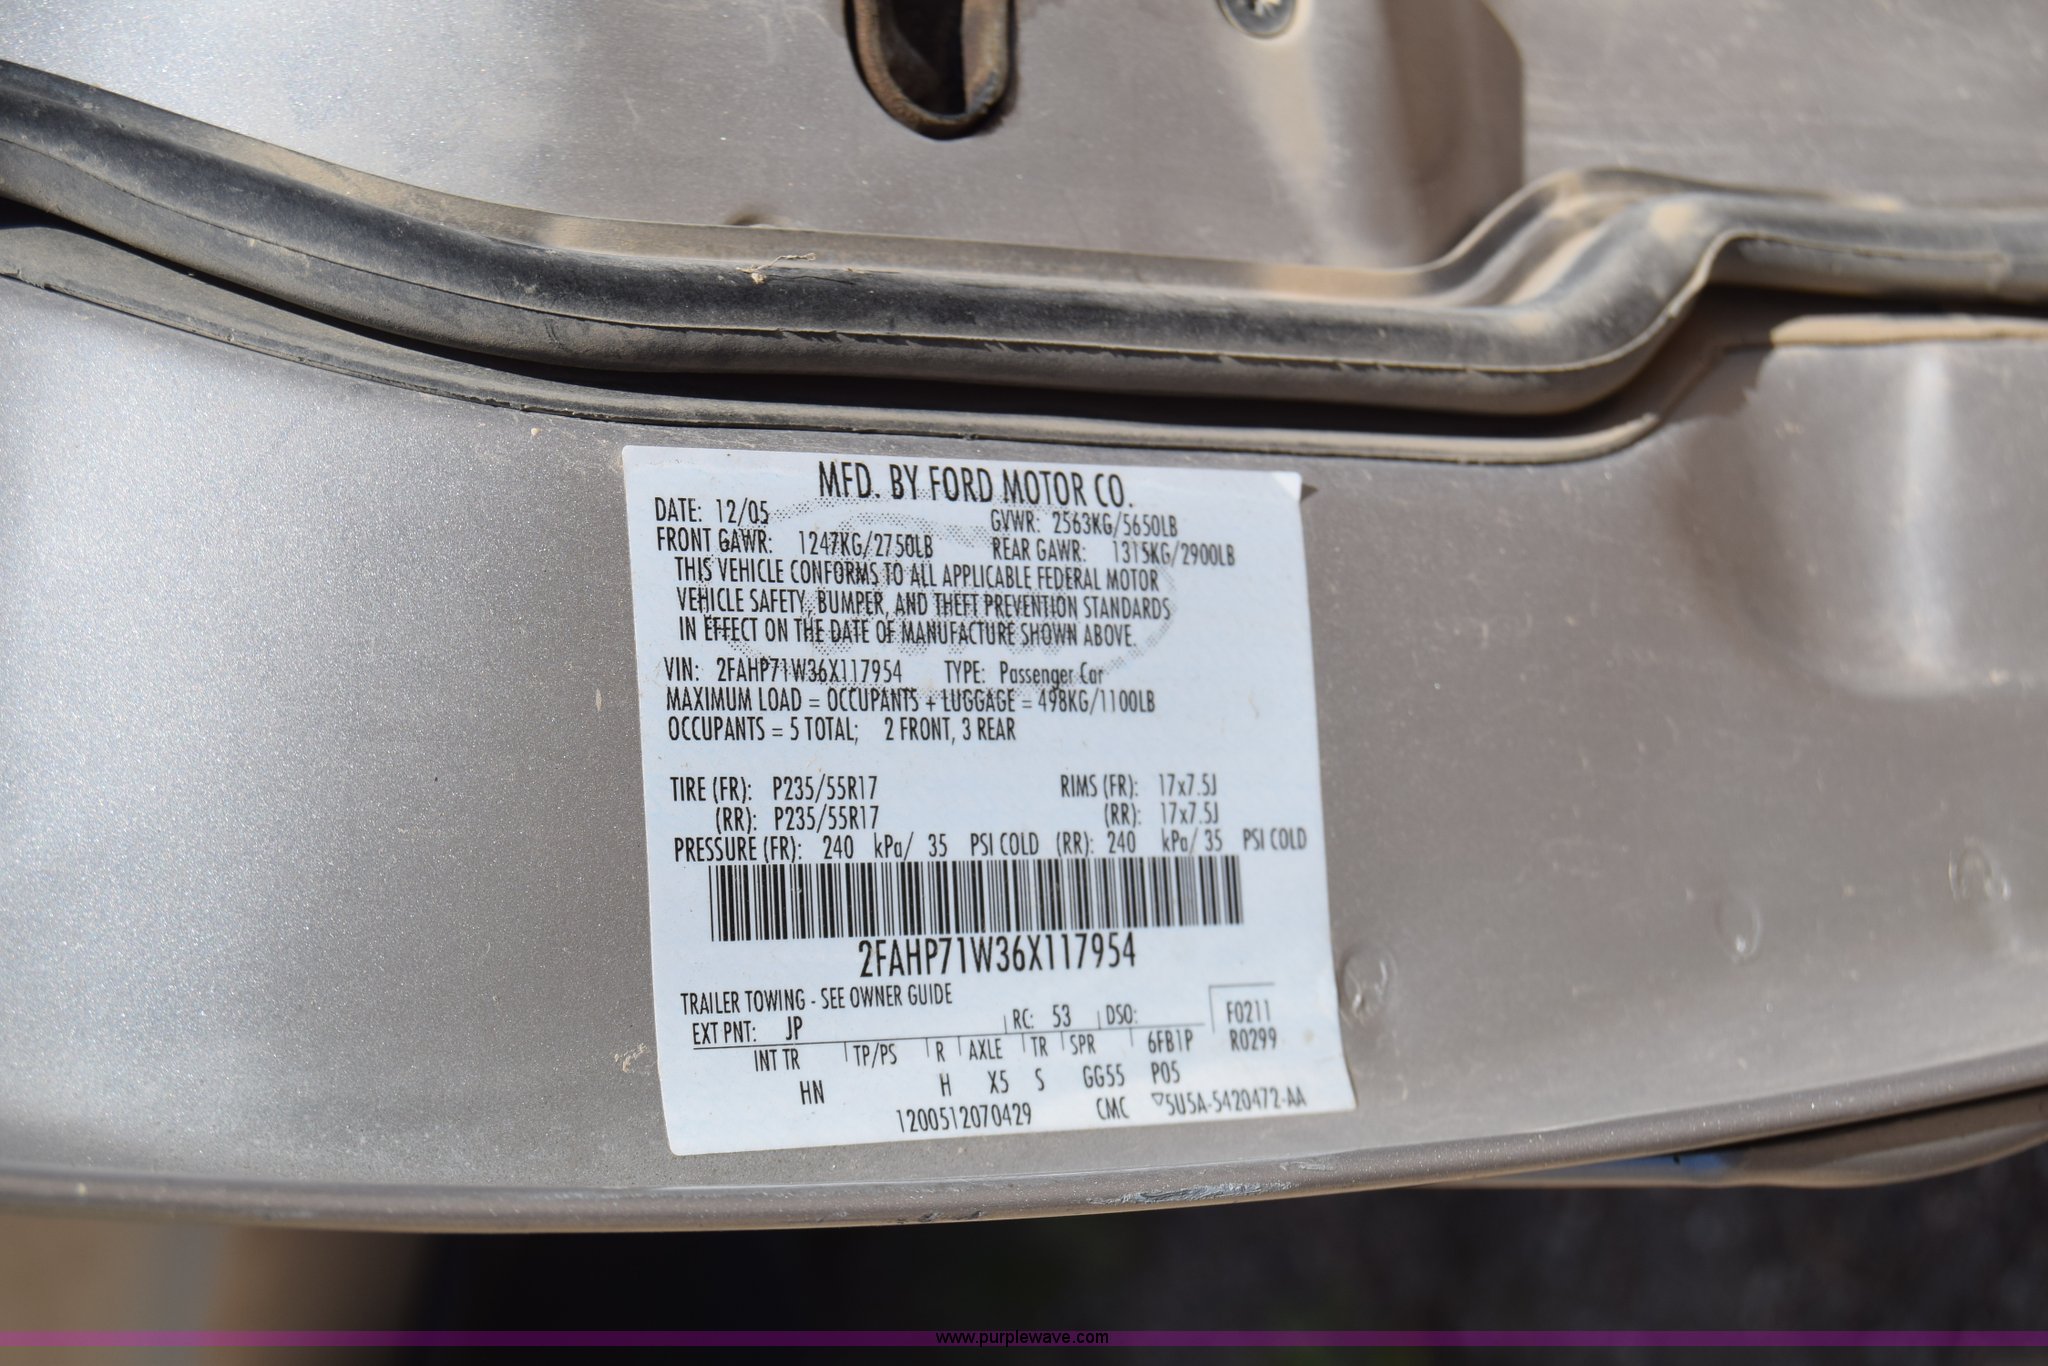 MFD. BY FORD MOTOR CO.
DATE: 12/05 GVWR: 2563KG/5650LB
FRONT GAWR: 1247KG/2750LB REAR GAWR: 1315KG/2900LB
THIS VEHICLE CONFORMS TO ALL APPLICABLE FEDERAL MOTOR
VEHICLE SAFETY, BUMPER, AND THEFT PREVENTION STANDARDS
IN EFFECT ON THE DATE OF MANUFACTURE SHOWN ABOVE.
VIN: 2FAHP71W36X117954 TYPE: Passenger Car
MAXIMUM LOAD = OCCUPANTS + LUGGAGE = 498KG/1100LB
OCCUPANTS = 5 TOTAL; 2 FRONT, 3 REAR
TIRE (FR): P235/55R17 RIMS (FR): 17x7.5J
(RR): P235/55R17 (RR): 17x7.5J
PRESSURE (FR): 240 kPa/ 35 PSI COLD (RR): 240 kPa/ 35 PSI COLD
2FAHP71W36X117954
TRAILER TOWING - SEE OWNER GUIDE
EXT PNT: JP RC: 53 DSO: F0211
INT TR TP/PS R AXLE TR SPR 6FB1P R0299
HN H X5 S GG55 P05
1200512070429 CMC ▽5U5A-5420472-AA
www.purplewave.com